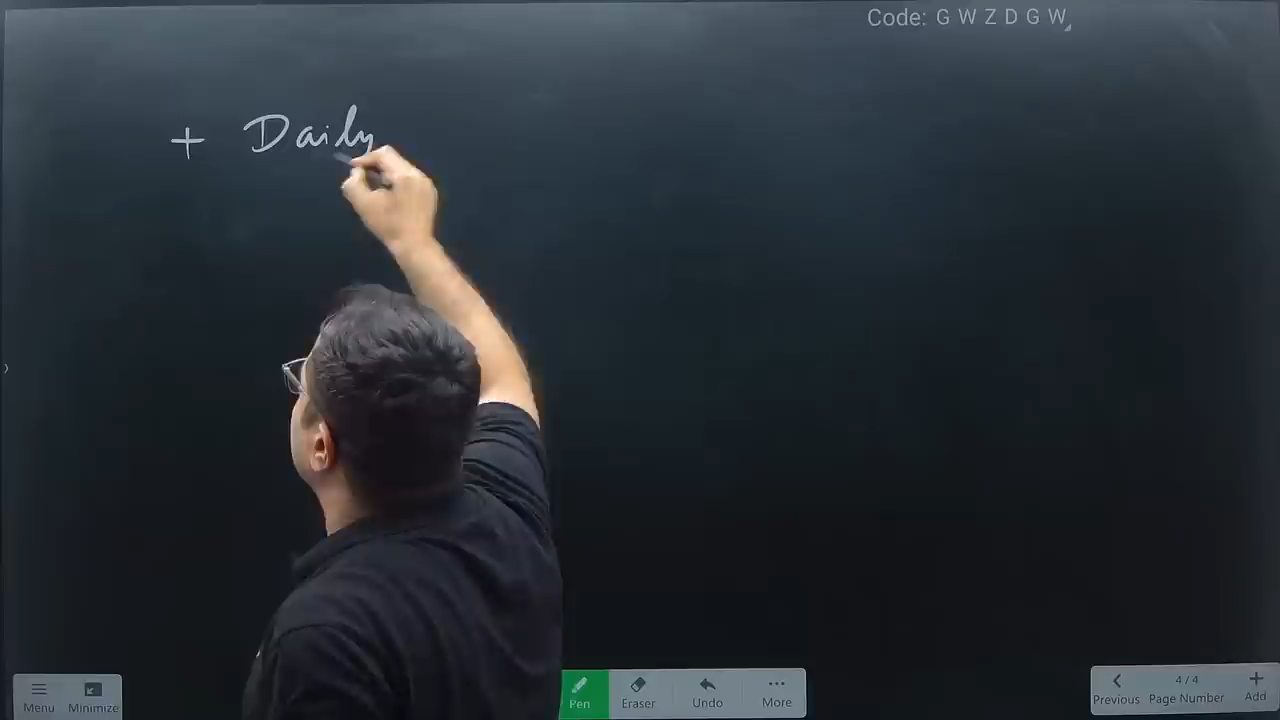 Code: G W Z D G W
+ Daily
Menu Minimize Pen Eraser Undo More Previous 4 / 4 Page Number Add